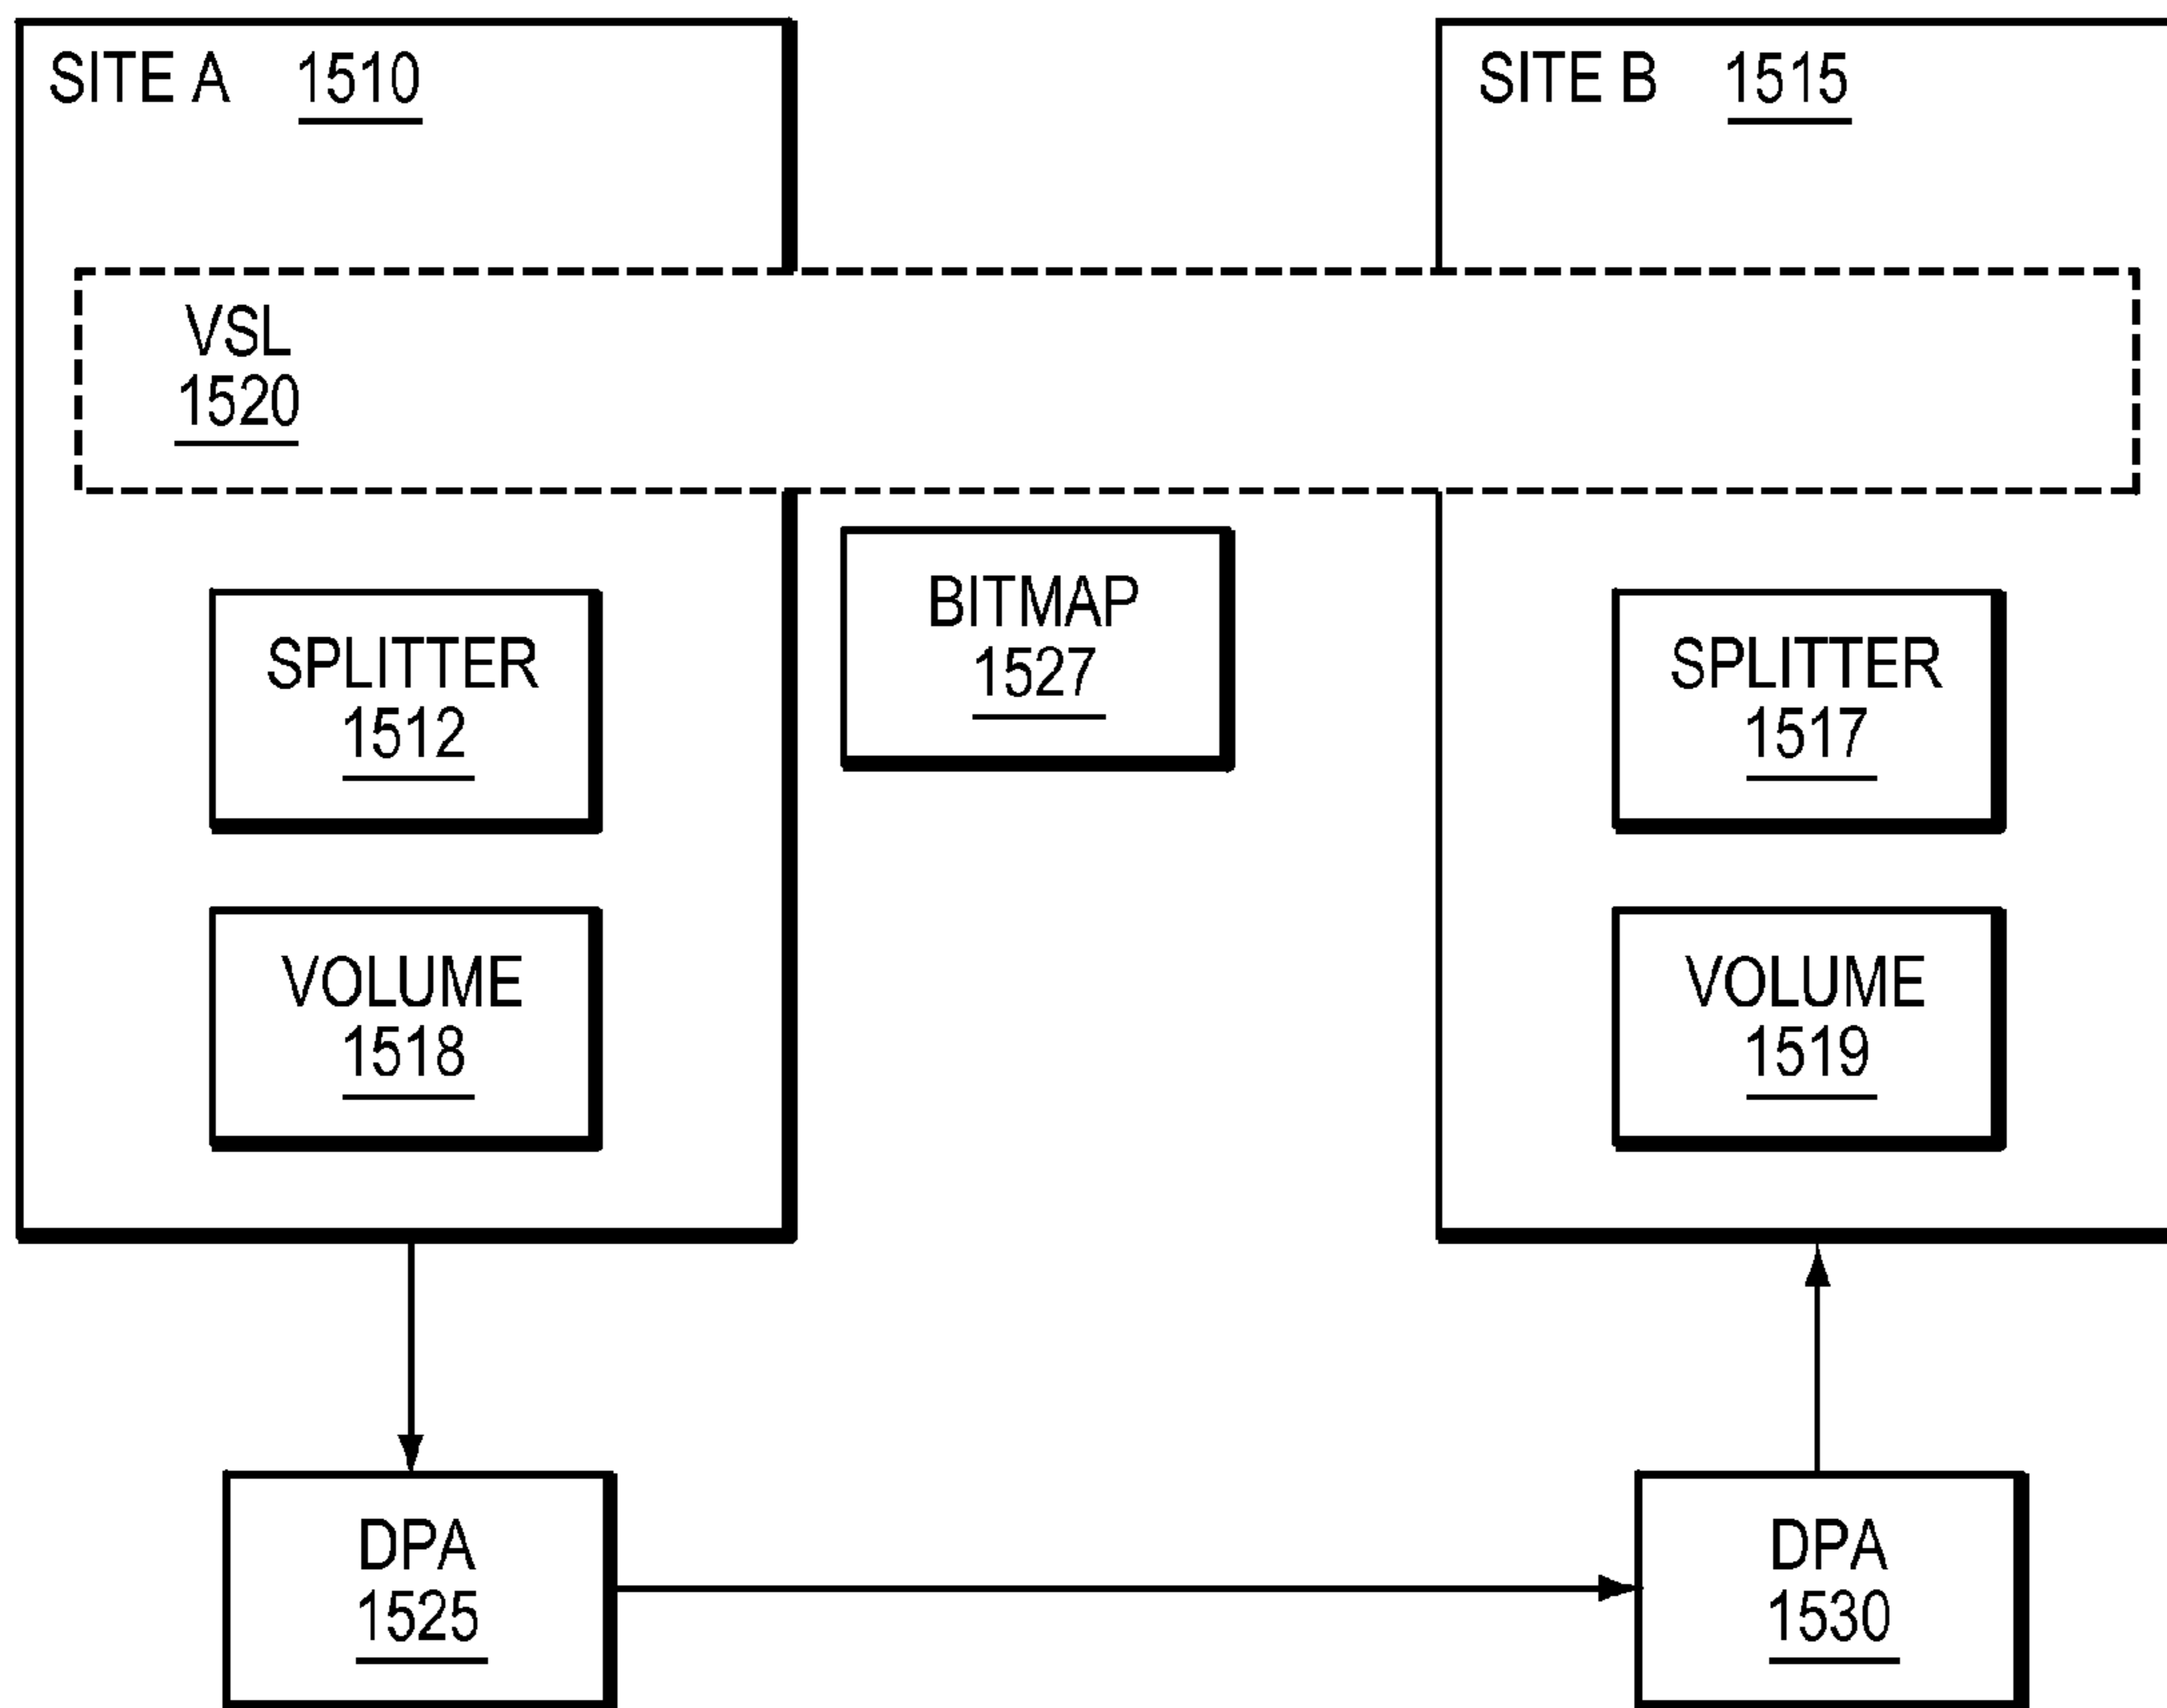 SITE A 1510
SITE B 1515
VSL
1520
BITMAP
1527
SPLITTER
1512
SPLITTER
1517
VOLUME
1518
VOLUME
1519
DPA
1525
DPA
1530